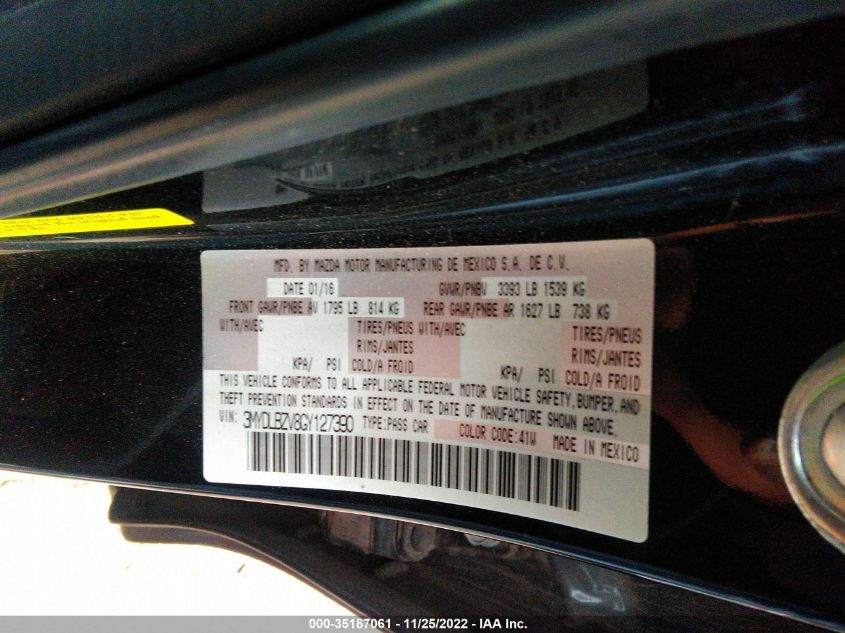 MFD. BY MAZDA MOTOR MANUFACTURING DE MEXICO S.A. DE C.V.
DATE 01/16 GVWR/PNBV 3393 LB 1539 KG
FRONT GAWR/PNBE AV 1795 LB 814 KG REAR GAWR/PNBE AR 1627 LB 738 KG
WITH/AVEC TIRES/PNEUS WITH/AVEC TIRES/PNEUS
RIMS/JANTES RIMS/JANTES
KPA/ PSI COLD/A FROID KPA/ PSI COLD/A FROID
THIS VEHICLE CONFORMS TO ALL APPLICABLE FEDERAL MOTOR VEHICLE SAFETY, BUMPER, AND
THEFT PREVENTION STANDARDS IN EFFECT ON THE DATE OF MANUFACTURE SHOWN ABOVE.
VIN: 3MYDLBZV8GY127390 TYPE:PASS CAR COLOR CODE:41W MADE IN MEXICO
000-35187061 - 11/25/2022 - IAA Inc.